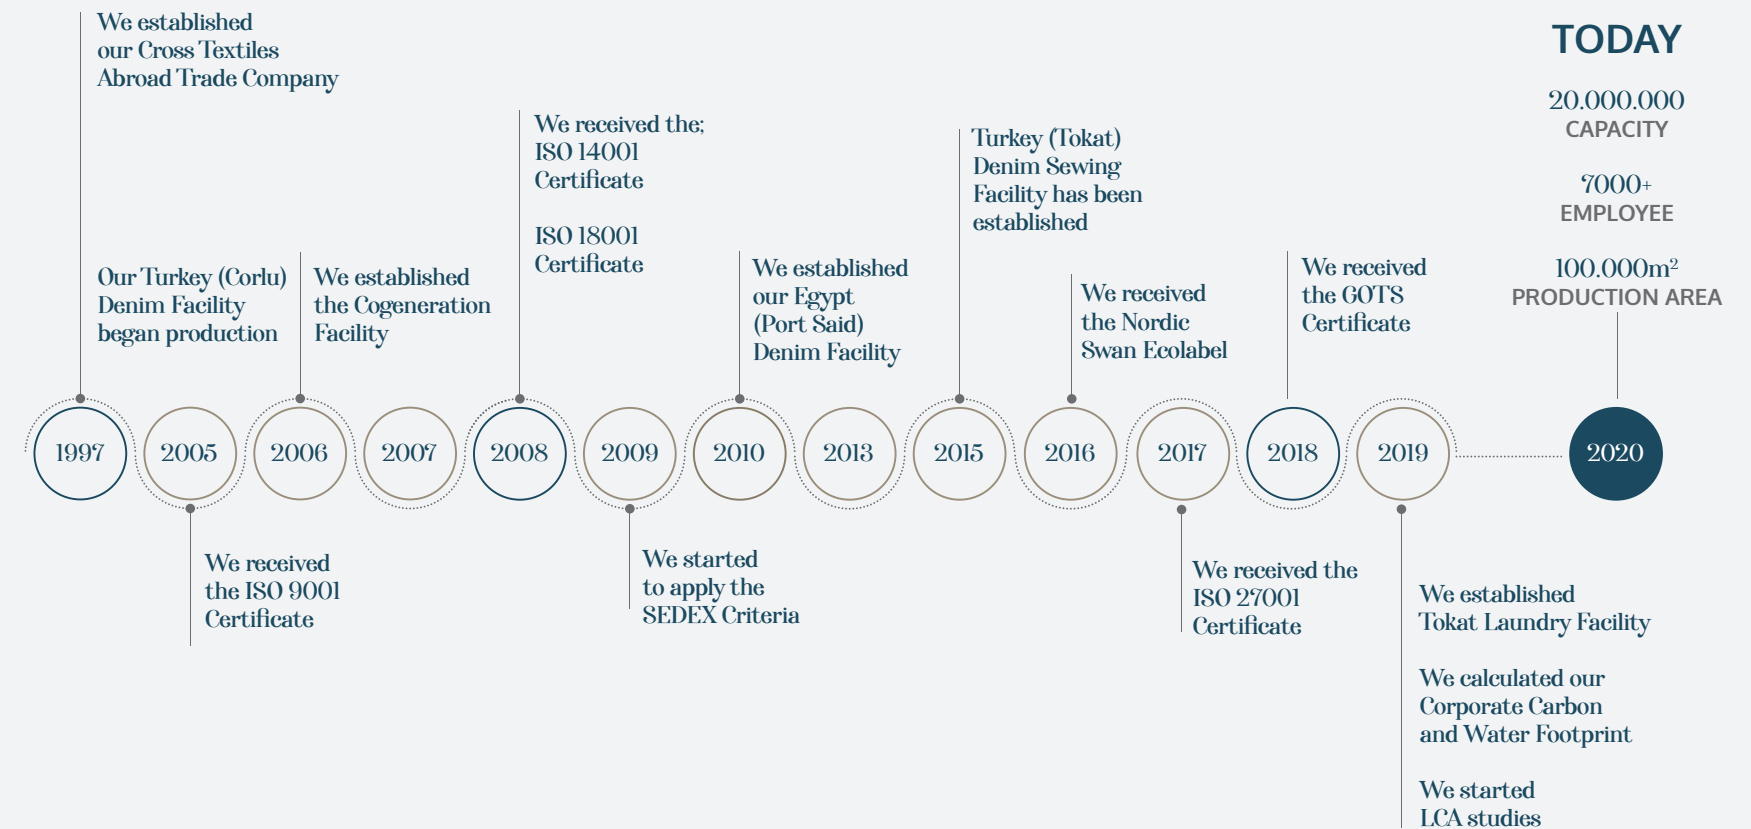 We established
our Cross Textiles
Abroad Trade Company
Our Turkey (Corlu)
Denim Facility
began production
We established
the Cogeneration
Facility
We received the;
ISO 14001
Certificate
ISO 18001
Certificate
We established
our Egypt
(Port Said)
Denim Facility
Turkey (Tokat)
Denim Sewing
Facility has been
established
We received
the Nordic
Swan Ecolabel
We received
the GOTS
Certificate
TODAY
20.000.000
CAPACITY
7000+
EMPLOYEE
100.000m²
PRODUCTION AREA
1997
2005
2006
2007
2008
2009
2010
2013
2015
2016
2017
2018
2019
2020
We received
the ISO 9001
Certificate
We started
to apply the
SEDEX Criteria
We received the
ISO 27001
Certificate
We established
Tokat Laundry Facility
We calculated our
Corporate Carbon
and Water Footprint
We started
LCA studies